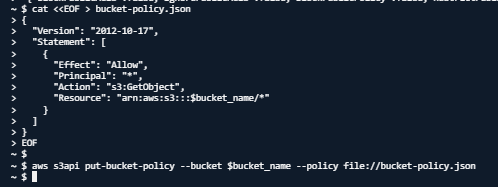 ~ $ cat <<EOF > bucket-policy.json
> {
>   "Version": "2012-10-17",
>   "Statement": [
>     {
>       "Effect": "Allow",
>       "Principal": "*",
>       "Action": "s3:GetObject",
>       "Resource": "arn:aws:s3:::$bucket_name/*"
>     }
>   ]
> }
> EOF
~ $
~ $ aws s3api put-bucket-policy --bucket $bucket_name --policy file://bucket-policy.json
~ $